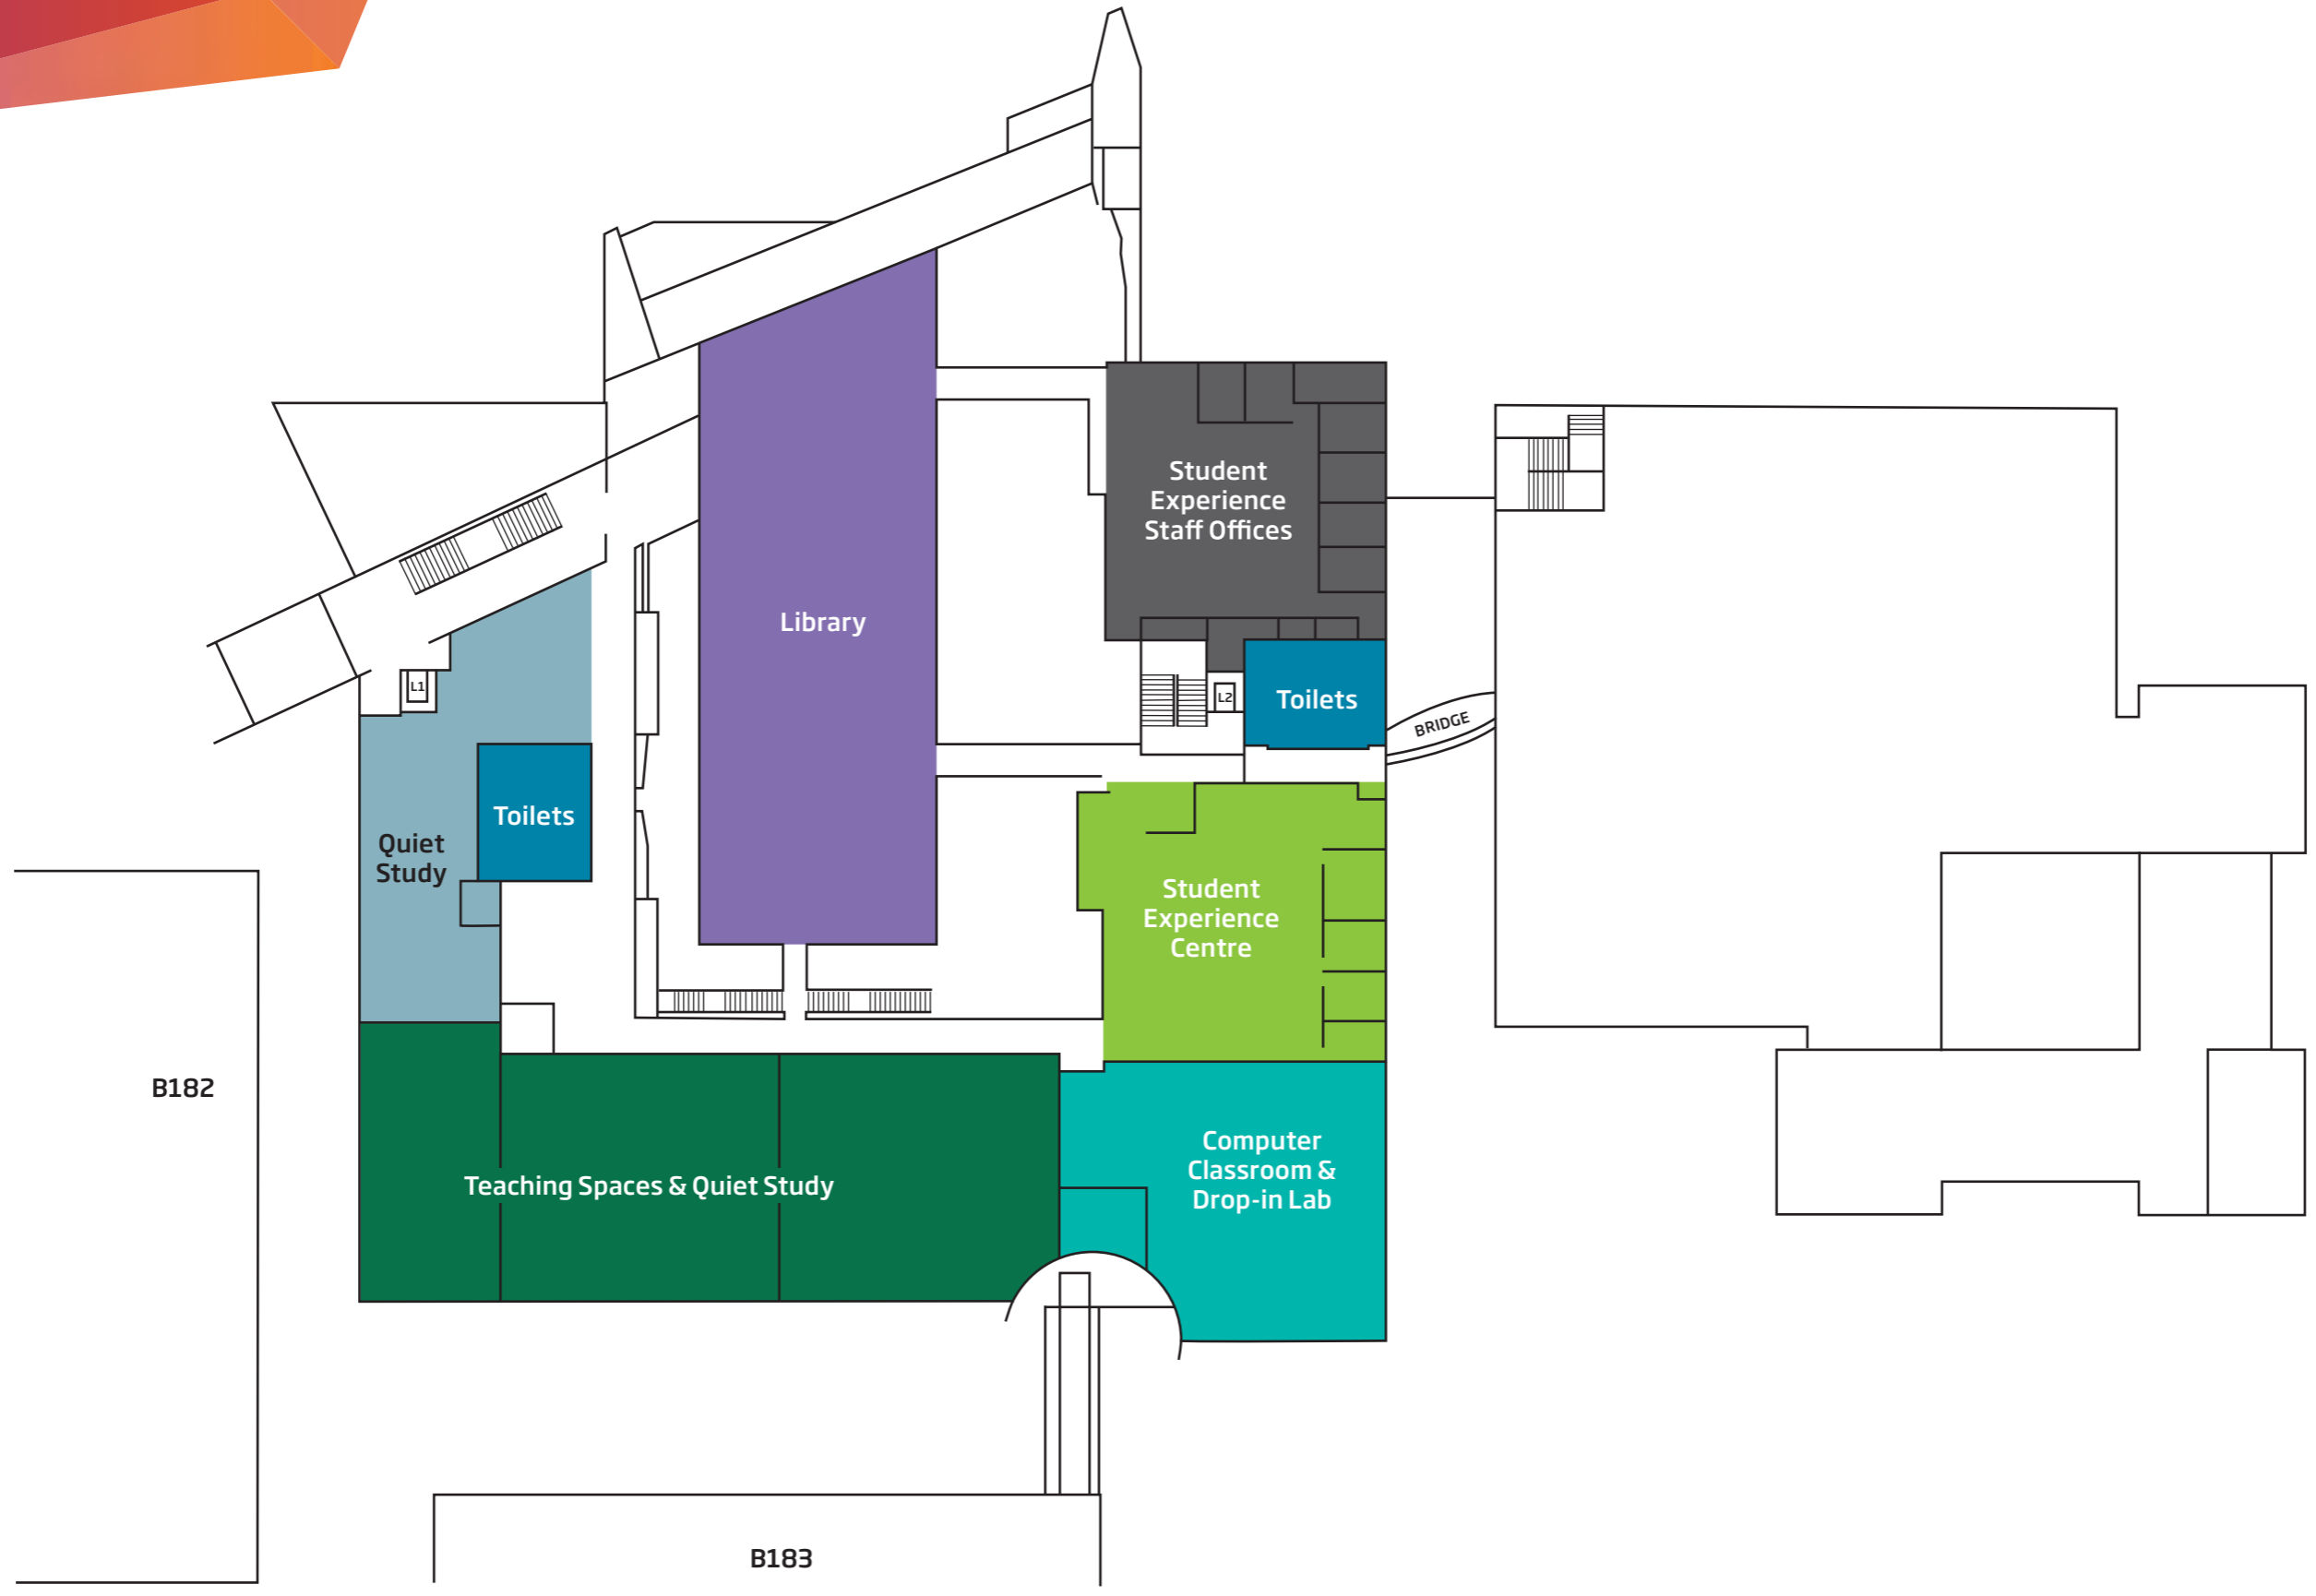 Student
Experience
Staff Offices
Library
L1
L2
Toilets
BRIDGE
Toilets
Quiet
Study
Student
Experience
Centre
B182
Computer
Classroom &
Drop-in Lab
Teaching Spaces & Quiet Study
B183